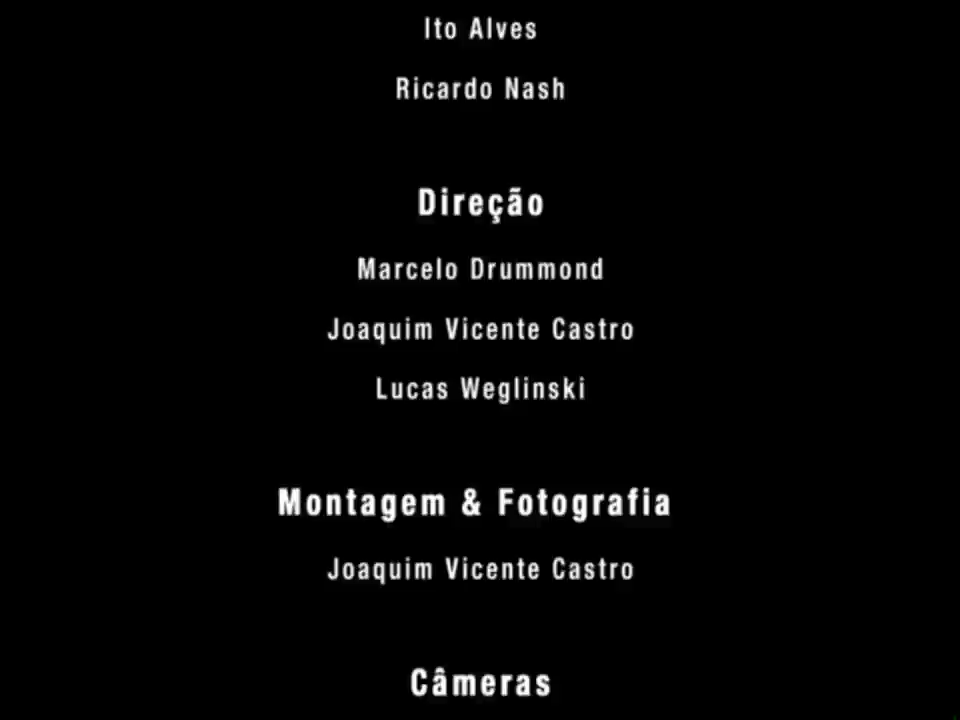 Ito Alves
Ricardo Nash
Direção
Marcelo Drummond
Joaquim Vicente Castro
Lucas Weglinski
Montagem & Fotografia
Joaquim Vicente Castro
Câmeras